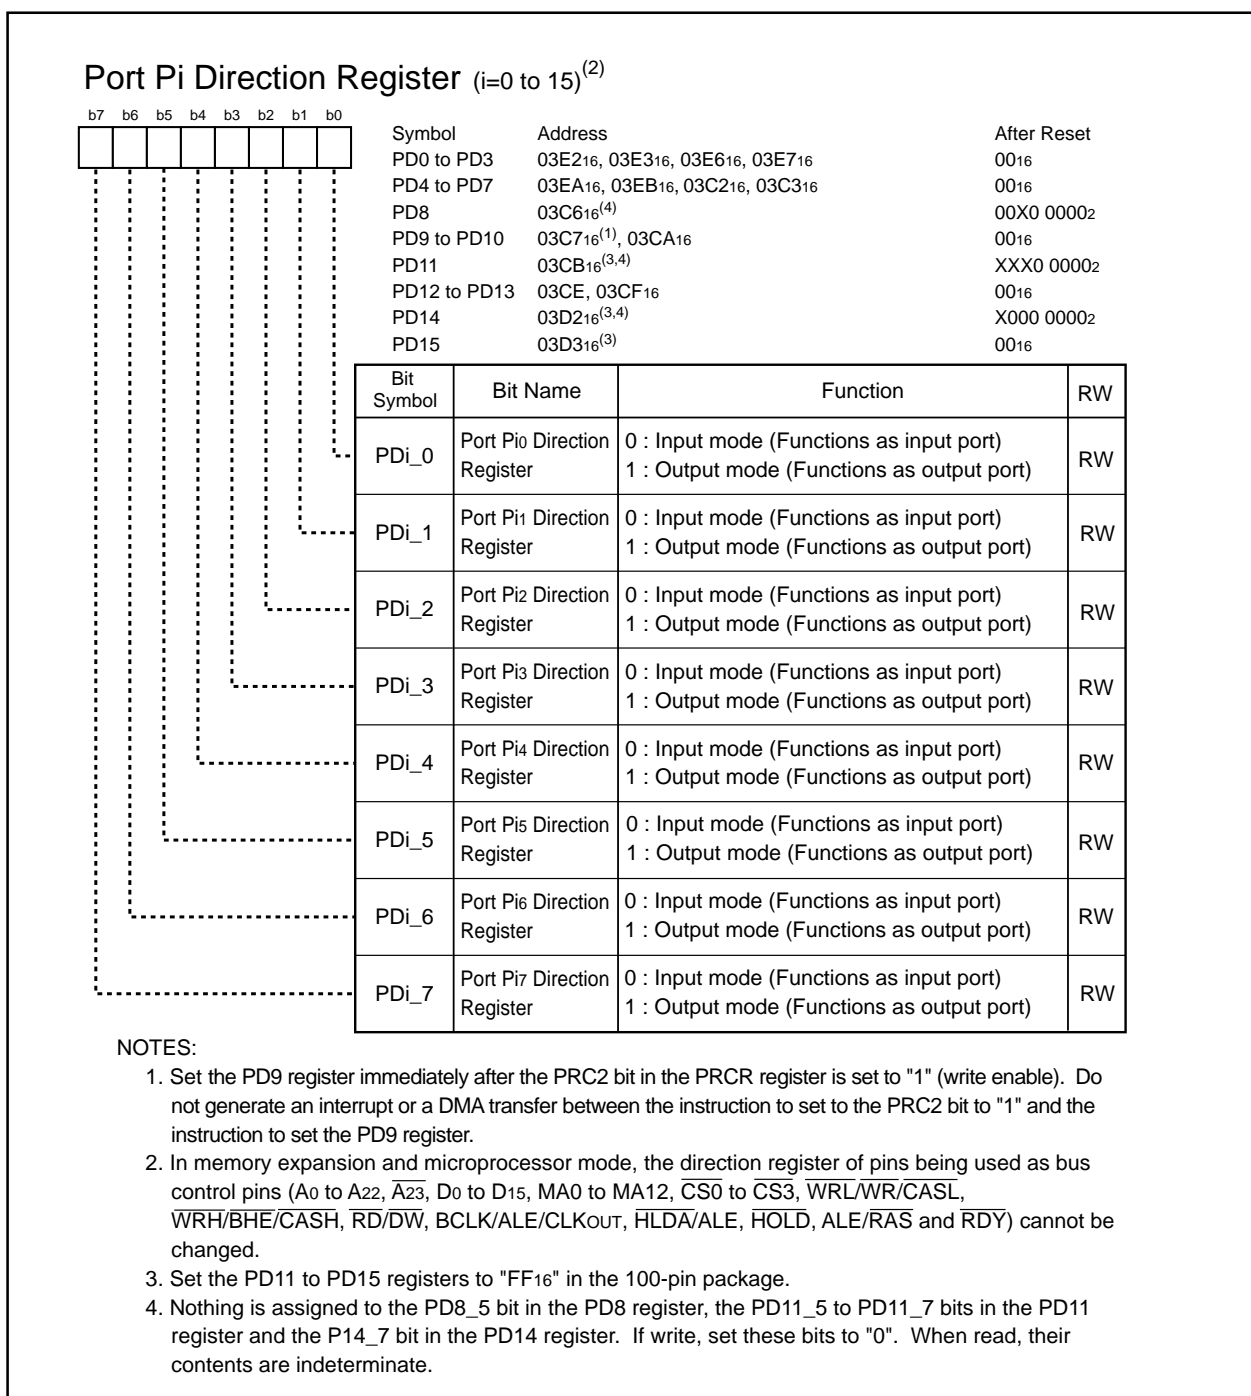 Port Pi Direction Register (i=0 to 15)(2)
b7 b6 b5 b4 b3 b2 b1 b0
Symbol Address After Reset
PD0 to PD3 03E216, 03E316, 03E616, 03E716 0016
PD4 to PD7 03EA16, 03EB16, 03C216, 03C316 0016
PD8 03C616(4) 00X0 00002
PD9 to PD10 03C716(1), 03CA16 0016
PD11 03CB16(3,4) XXX0 00002
PD12 to PD13 03CE, 03CF16 0016
PD14 03D216(3,4) X000 00002
PD15 03D316(3) 0016
Bit Symbol Bit Name Function RW
PDi_0 Port Pi0 Direction Register 0 : Input mode (Functions as input port) 1 : Output mode (Functions as output port) RW
PDi_1 Port Pi1 Direction Register 0 : Input mode (Functions as input port) 1 : Output mode (Functions as output port) RW
PDi_2 Port Pi2 Direction Register 0 : Input mode (Functions as input port) 1 : Output mode (Functions as output port) RW
PDi_3 Port Pi3 Direction Register 0 : Input mode (Functions as input port) 1 : Output mode (Functions as output port) RW
PDi_4 Port Pi4 Direction Register 0 : Input mode (Functions as input port) 1 : Output mode (Functions as output port) RW
PDi_5 Port Pi5 Direction Register 0 : Input mode (Functions as input port) 1 : Output mode (Functions as output port) RW
PDi_6 Port Pi6 Direction Register 0 : Input mode (Functions as input port) 1 : Output mode (Functions as output port) RW
PDi_7 Port Pi7 Direction Register 0 : Input mode (Functions as input port) 1 : Output mode (Functions as output port) RW
NOTES:
1. Set the PD9 register immediately after the PRC2 bit in the PRCR register is set to "1" (write enable). Do
not generate an interrupt or a DMA transfer between the instruction to set to the PRC2 bit to "1" and the
instruction to set the PD9 register.
2. In memory expansion and microprocessor mode, the direction register of pins being used as bus
control pins (A0 to A22, A23, D0 to D15, MA0 to MA12, CS0 to CS3, WRL/WR/CASL,
WRH/BHE/CASH, RD/DW, BCLK/ALE/CLKOUT, HLDA/ALE, HOLD, ALE/RAS and RDY) cannot be
changed.
3. Set the PD11 to PD15 registers to "FF16" in the 100-pin package.
4. Nothing is assigned to the PD8_5 bit in the PD8 register, the PD11_5 to PD11_7 bits in the PD11
register and the P14_7 bit in the PD14 register. If write, set these bits to "0". When read, their
contents are indeterminate.